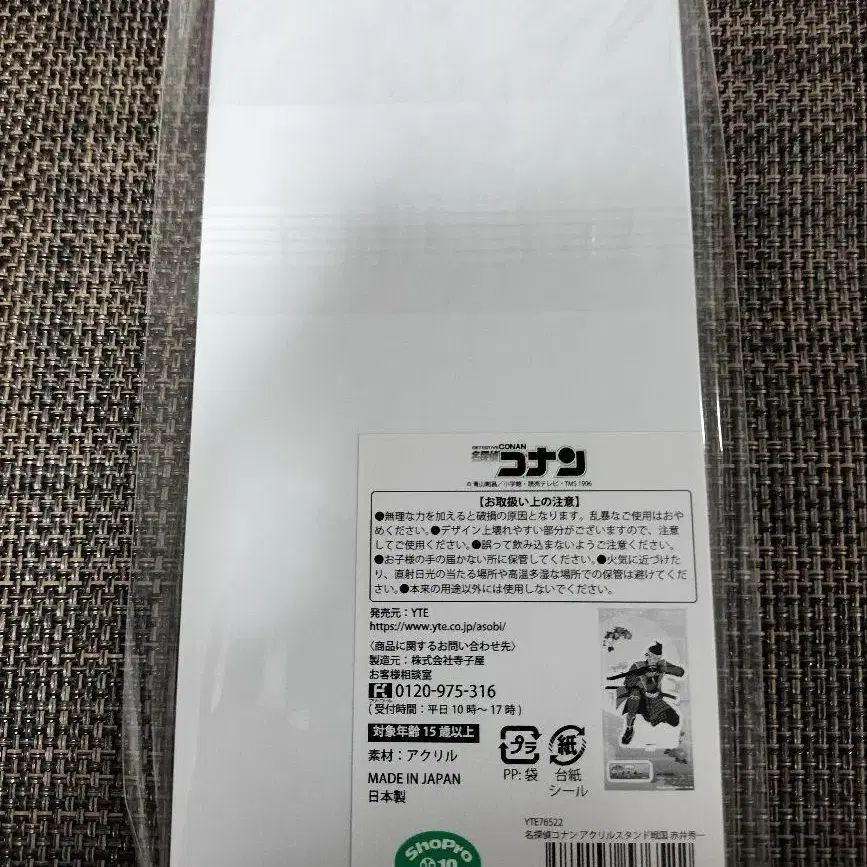 DETECTIVE CONAN
名探偵コナン
© 青山剛昌／小学館・読売テレビ・TMS 1996
【お取扱い上の注意】
●無理な力を加えると破損の原因となります。乱暴なご使用はおや
めください。●デザイン上壊れやすい部分がございますので、注意
してご使用ください。●誤って飲み込まないようご注意ください。
●お子様の手の届かない所に保管してください。●火気に近づけた
り、直射日光の当たる場所や高温多湿な場所での保管は避けてくだ
さい。●本来の用途以外には使用しないでください。
発売元：YTE
https://www.yte.co.jp/asobi/
〈商品に関するお問い合わせ先〉
製造元：株式会社寺子屋
お客様相談室
0120-975-316
（受付時間：平日10時～17時）
対象年齢15歳以上
素材：アクリル
MADE IN JAPAN
日本製
プラ
PP: 袋
紙
台紙
シール
YTE76522
名探偵コナン アクリルスタンド戦国 赤井秀一
ShoPro
10